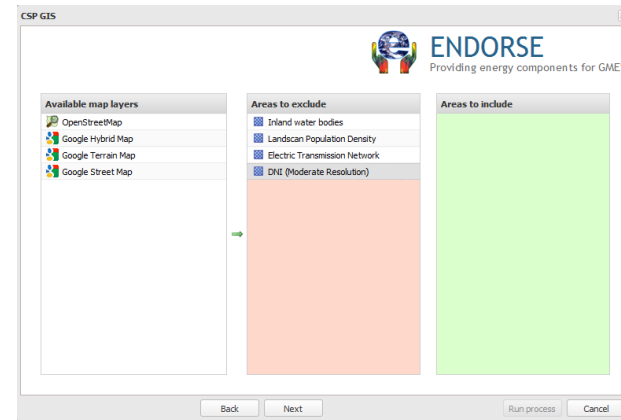 CSP GIS
ENDORSE
Providing energy components for GME
Available map layers
OpenStreetMap
Google Hybrid Map
Google Terrain Map
Google Street Map
Areas to exclude
Inland water bodies
Landscan Population Density
Electric Transmission Network
DNI (Moderate Resolution)
Areas to include
Back
Next
Run process
Cancel